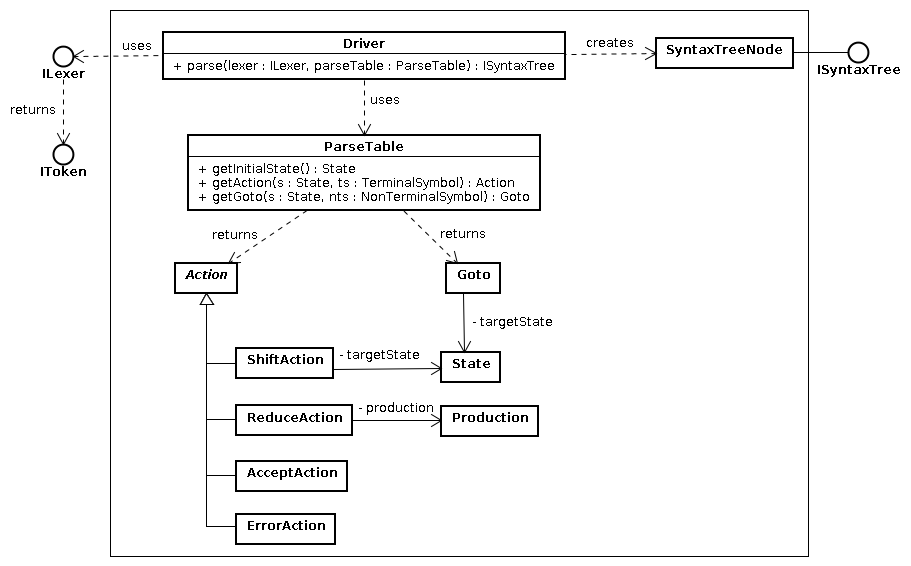 uses
Driver
creates
SyntaxTreeNode
+ parse(lexer : ILexer, parseTable : ParseTable) : ISyntaxTree
ILexer
ISyntaxTree
returns
uses
IToken
ParseTable
+ getInitialState() : State
+ getAction(s : State, ts : TerminalSymbol) : Action
+ getGoto(s : State, nts : NonTerminalSymbol) : Goto
returns
returns
Action
Goto
- targetState
ShiftAction
- targetState
State
ReduceAction
- production
Production
AcceptAction
ErrorAction